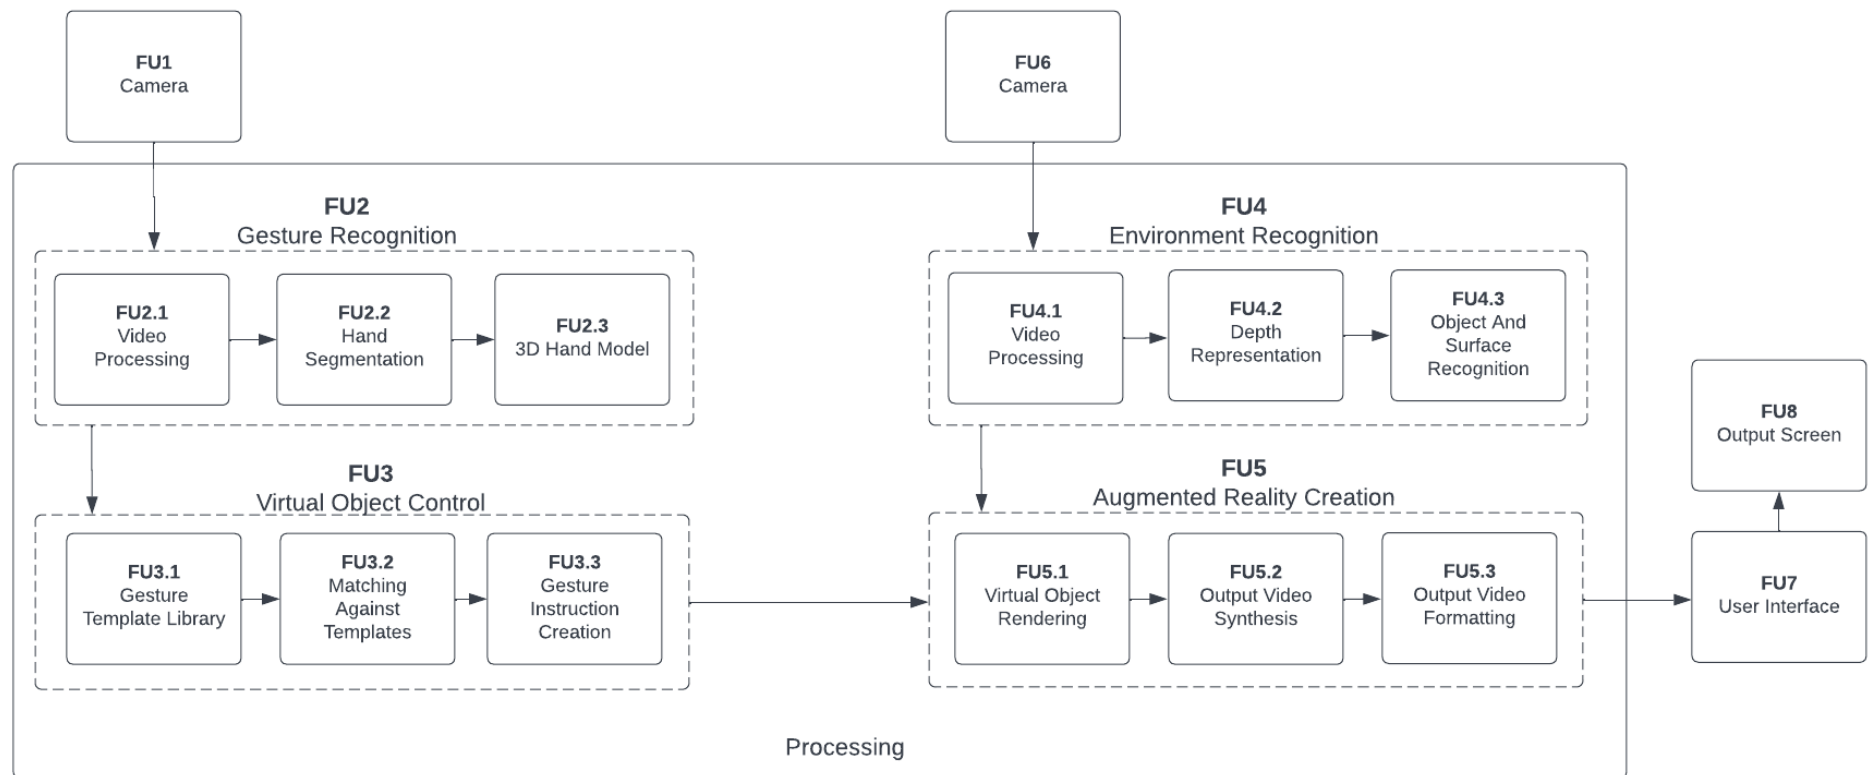 FU1
Camera
FU6
Camera
FU2
Gesture Recognition
FU2.1
Video
Processing
FU2.2
Hand
Segmentation
FU2.3
3D Hand Model
FU4
Environment Recognition
FU4.1
Video
Processing
FU4.2
Depth
Representation
FU4.3
Object And
Surface
Recognition
FU3
Virtual Object Control
FU3.1
Gesture
Template Library
FU3.2
Matching
Against
Templates
FU3.3
Gesture
Instruction
Creation
FU5
Augmented Reality Creation
FU5.1
Virtual Object
Rendering
FU5.2
Output Video
Synthesis
FU5.3
Output Video
Formatting
FU8
Output Screen
FU7
User Interface
Processing